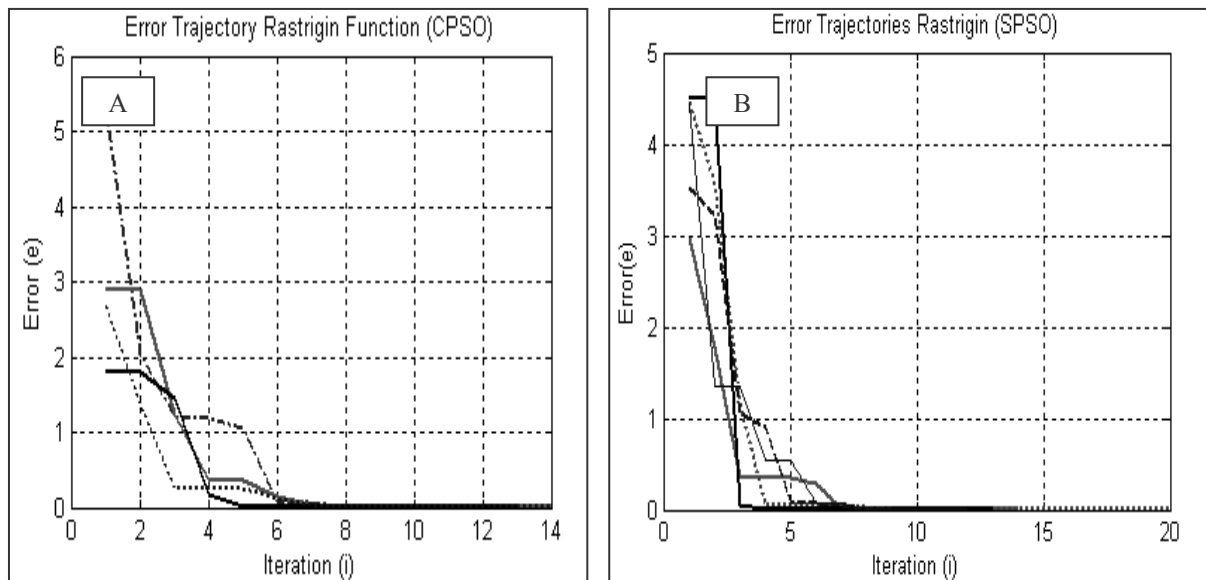 Error Trajectory Rastrigin Function (CPSO)
A
6
5
4
3
2
1
0
Error (e)
0 2 4 6 8 10 12 14
Iteration (i)
Error Trajectories Rastrigin (SPSO)
B
5
4
3
2
1
0
Error(e)
0 5 10 15 20
Iteration (i)